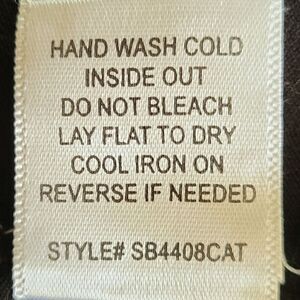 HAND WASH COLD
INSIDE OUT
DO NOT BLEACH
LAY FLAT TO DRY
COOL IRON ON
REVERSE IF NEEDED
STYLE# SB4408CAT